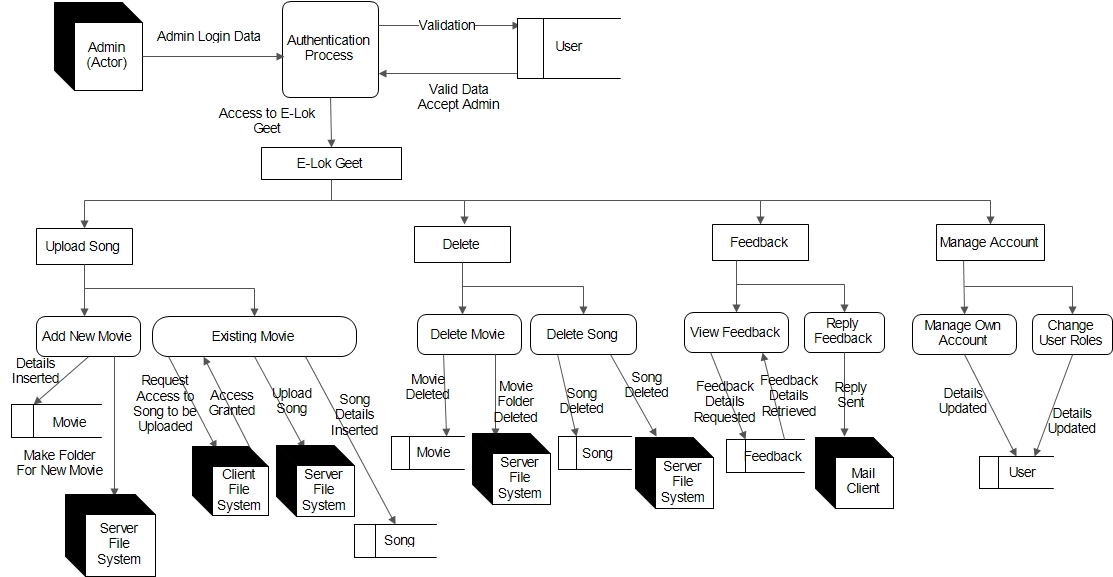 Admin
(Actor)
Admin Login Data
Authentication
Process
Validation
User
Valid Data
Accept Admin
Access to E-Lok
Geet
E-Lok Geet
Upload Song
Delete
Feedback
Manage Account
Add New Movie
Existing Movie
Delete Movie
Delete Song
View Feedback
Reply
Feedback
Manage Own
Account
Change
User Roles
Details
Inserted
Movie
Make Folder
For New Movie
Server
File
System
Request
Access to
Song to be
Uploaded
Access
Granted
Upload
Song
Song
Details
Inserted
Client
File
System
Server
File
System
Song
Movie
Deleted
Movie
Folder
Deleted
Movie
Server
File
System
Song
Deleted
Song
Deleted
Song
Server
File
System
Feedback
Details
Requested
Feedback
Details
Retrieved
Feedback
Reply
Sent
Mail
Client
Details
Updated
Details
Updated
User